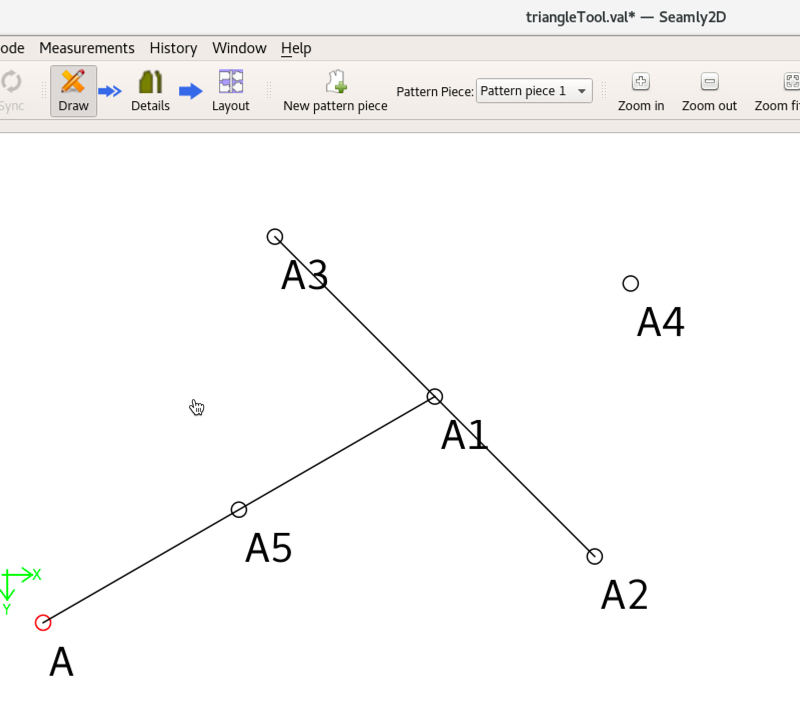 triangleTool.val* — Seamly2D
ode Measurements History Window Help
Sync Draw Details Layout New pattern piece Pattern Piece: Pattern piece 1 Zoom in Zoom out Zoom fi
A3
A4
A1
A5
X
A2
Y
A